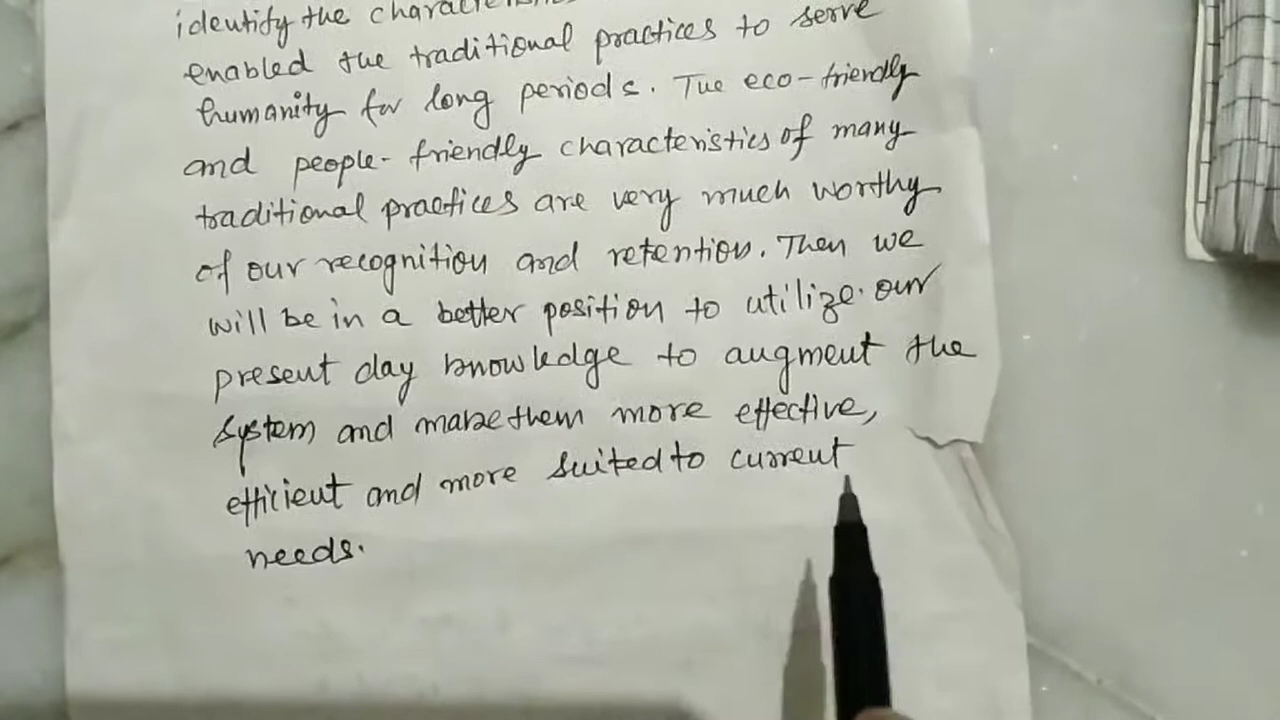 identify the
enabled the traditional practices to serve
humanity for long periods. The eco-friendly
and people-friendly characteristics of many
traditional practices are very much worthy
of our recognition and retention. Then we
will be in a better position to utilize our
present day knowledge to augment the
system and make them more effective,
efficient and more suited to current
needs.